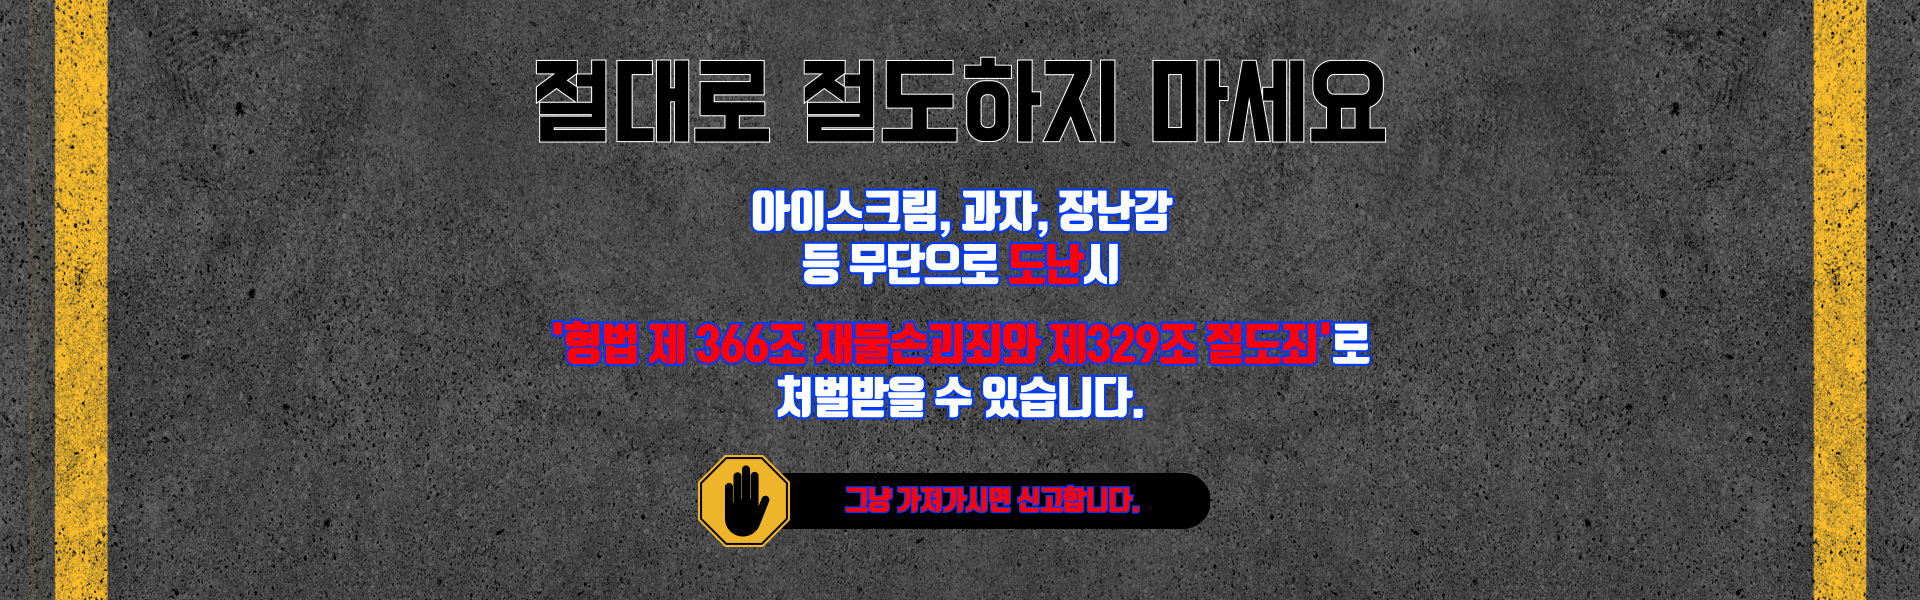 절대로 절도하지 마세요
아이스크림, 과자, 장난감
등 무단으로 도난시
'형법 제 366조 재물손괴죄와 제329조 절도죄'로
처벌받을 수 있습니다.
그냥 가져가시면 신고합니다.